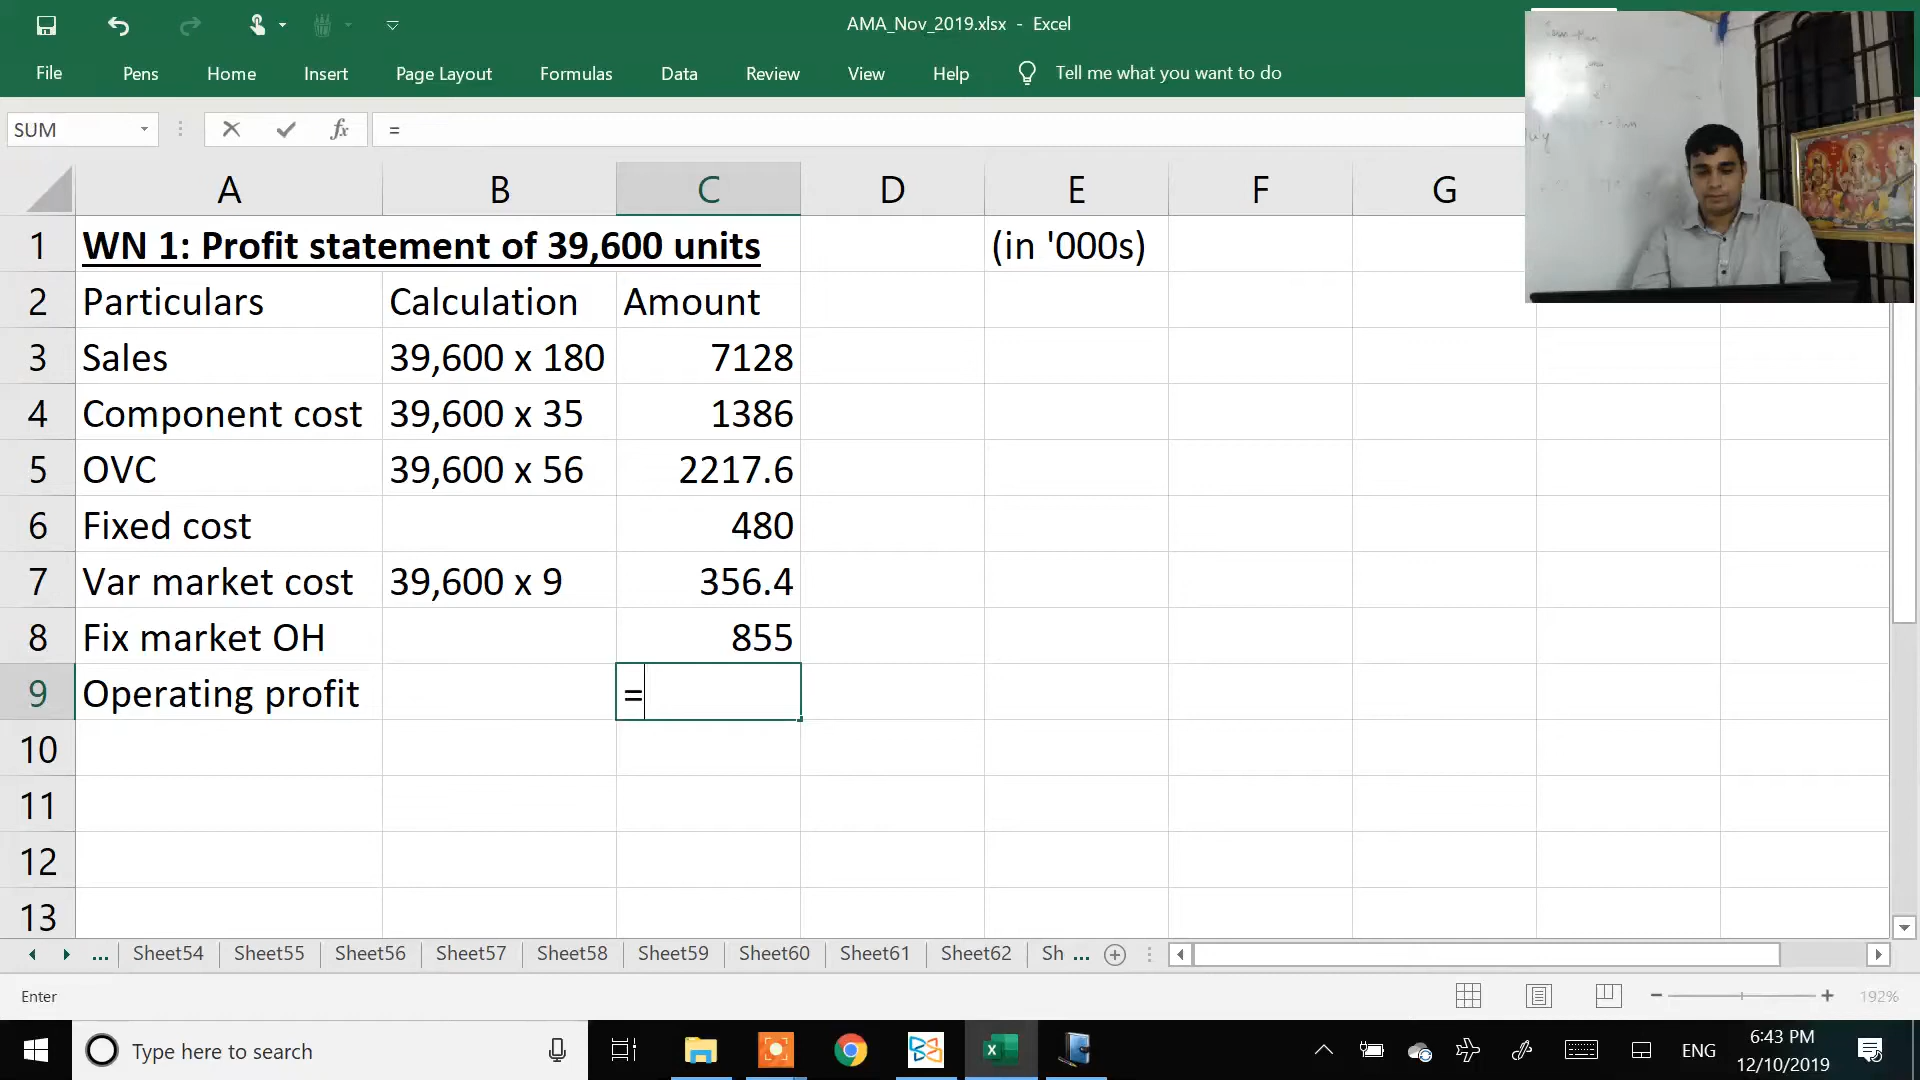 AMA_Nov_2019.xlsx - Excel
File Pens Home Insert Page Layout Formulas Data Review View Help Tell me what you want to do
SUM fx =
A B C D E F G
1 WN 1: Profit statement of 39,600 units (in '000s)
2 Particulars Calculation Amount
3 Sales 39,600 x 180 7128
4 Component cost 39,600 x 35 1386
5 OVC 39,600 x 56 2217.6
6 Fixed cost 480
7 Var market cost 39,600 x 9 356.4
8 Fix market OH 855
9 Operating profit =
10
11
12
13
... Sheet54 Sheet55 Sheet56 Sheet57 Sheet58 Sheet59 Sheet60 Sheet61 Sheet62 Sh ...
Enter 192%
Type here to search ENG 6:43 PM
12/10/2019